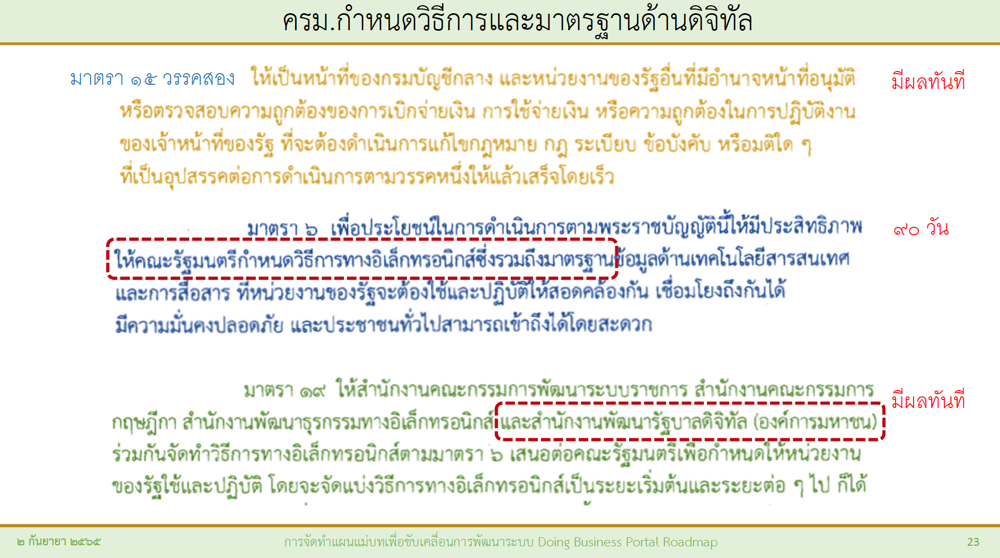 ครม.กำหนดวิธีการและมาตรฐานด้านดิจิทัล
มาตรา ๑๕ วรรคสอง ให้เป็นหน้าที่ของกรมบัญชีกลาง และหน่วยงานของรัฐอื่นที่มีอำนาจหน้าที่อนุมัติ มีผลทันที
หรือตรวจสอบความถูกต้องของการเบิกจ่ายเงิน การใช้จ่ายเงิน หรือความถูกต้องในการปฏิบัติงาน
ของเจ้าหน้าที่ของรัฐ ที่จะต้องดำเนินการแก้ไขกฎหมาย กฎ ระเบียบ ข้อบังคับ หรือมติใด ๆ
ที่เป็นอุปสรรคต่อการดำเนินการตามวรรคหนึ่งให้แล้วเสร็จโดยเร็ว
มาตรา ๖ เพื่อประโยชน์ในการดำเนินการตามพระราชบัญญัตินี้ให้มีประสิทธิภาพ ๙๐ วัน
ให้คณะรัฐมนตรีกำหนดวิธีการทางอิเล็กทรอนิกส์ซึ่งรวมถึงมาตรฐานข้อมูลด้านเทคโนโลยีสารสนเทศ
และการสื่อสาร ที่หน่วยงานของรัฐจะต้องใช้และปฏิบัติให้สอดคล้องกัน เชื่อมโยงถึงกันได้
มีความมั่นคงปลอดภัย และประชาชนทั่วไปสามารถเข้าถึงได้โดยสะดวก
มาตรา ๑๙ ให้สำนักงานคณะกรรมการพัฒนาระบบราชการ สำนักงานคณะกรรมการ มีผลทันที
กฤษฎีกา สำนักงานพัฒนาธุรกรรมทางอิเล็กทรอนิกส์ และสำนักงานพัฒนารัฐบาลดิจิทัล (องค์การมหาชน)
ร่วมกันจัดทำวิธีการทางอิเล็กทรอนิกส์ตามมาตรา ๖ เสนอต่อคณะรัฐมนตรีเพื่อกำหนดให้หน่วยงาน
ของรัฐใช้และปฏิบัติ โดยจะจัดแบ่งวิธีการทางอิเล็กทรอนิกส์เป็นระยะเริ่มต้นและระยะต่อ ๆ ไป ก็ได้
๒ กันยายา ๒๕๖๕ การจัดทำแผนแม่บทเพื่อขับเคลื่อนการพัฒนาระบบ Doing Business Portal Roadmap 23